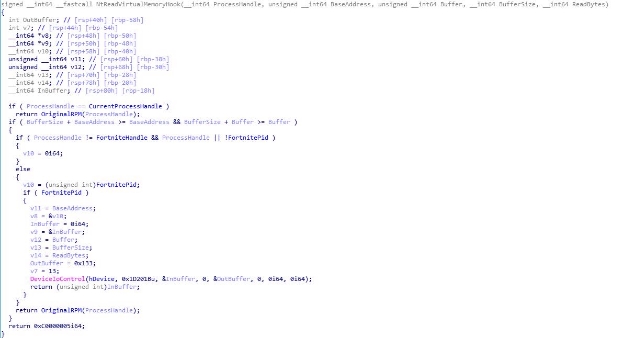 signed __int64 __fastcall NtReadVirtualMemoryHook(__int64 ProcessHandle, unsigned __int64 BaseAddress, unsigned __int64 Buffer, __int64 BufferSize, __int64 ReadBytes)
{
int OutBuffer; // [rsp+40h] [rbp-58h]
int v7; // [rsp+44h] [rbp-54h]
__int64 *v8; // [rsp+48h] [rbp-50h]
__int64 *v9; // [rsp+50h] [rbp-48h]
__int64 v10; // [rsp+58h] [rbp-40h]
unsigned __int64 v11; // [rsp+60h] [rbp-38h]
unsigned __int64 v12; // [rsp+68h] [rbp-30h]
__int64 v13; // [rsp+70h] [rbp-28h]
__int64 v14; // [rsp+78h] [rbp-20h]
__int64 InBuffer; // [rsp+80h] [rbp-18h]
if ( ProcessHandle == CurrentProcessHandle )
return OriginalRPM(ProcessHandle);
if ( BufferSize + BaseAddress >= BaseAddress && BufferSize + Buffer >= Buffer )
{
if ( ProcessHandle != FortniteHandle && ProcessHandle || !FortnitePid )
{
v10 = 0i64;
}
else
{
v10 = (unsigned int)FortnitePid;
if ( FortnitePid )
{
v11 = BaseAddress;
v8 = &v10;
InBuffer = 0i64;
v9 = &InBuffer;
v12 = Buffer;
v13 = BufferSize;
v14 = ReadBytes;
OutBuffer = 0x133;
v7 = 13;
DeviceIoControl(hDevice, 0x1D201Bu, &InBuffer, 0, &OutBuffer, 0, 0i64, 0i64);
return (unsigned int)InBuffer;
}
}
return OriginalRPM(ProcessHandle);
}
return 0xC0000005i64;
}